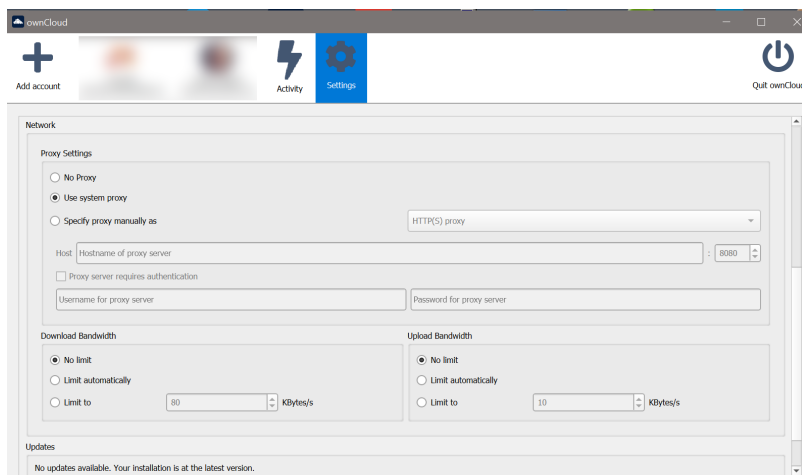 ownCloud
Add account
Activity
Settings
Quit ownCloud
Network
Proxy Settings
No Proxy
Use system proxy
Specify proxy manually as HTTP(S) proxy
Host Hostname of proxy server : 8080
Proxy server requires authentication
Username for proxy server Password for proxy server
Download Bandwidth Upload Bandwidth
No limit No limit
Limit automatically Limit automatically
Limit to 80 KBytes/s Limit to 10 KBytes/s
Updates
No updates available. Your installation is at the latest version.